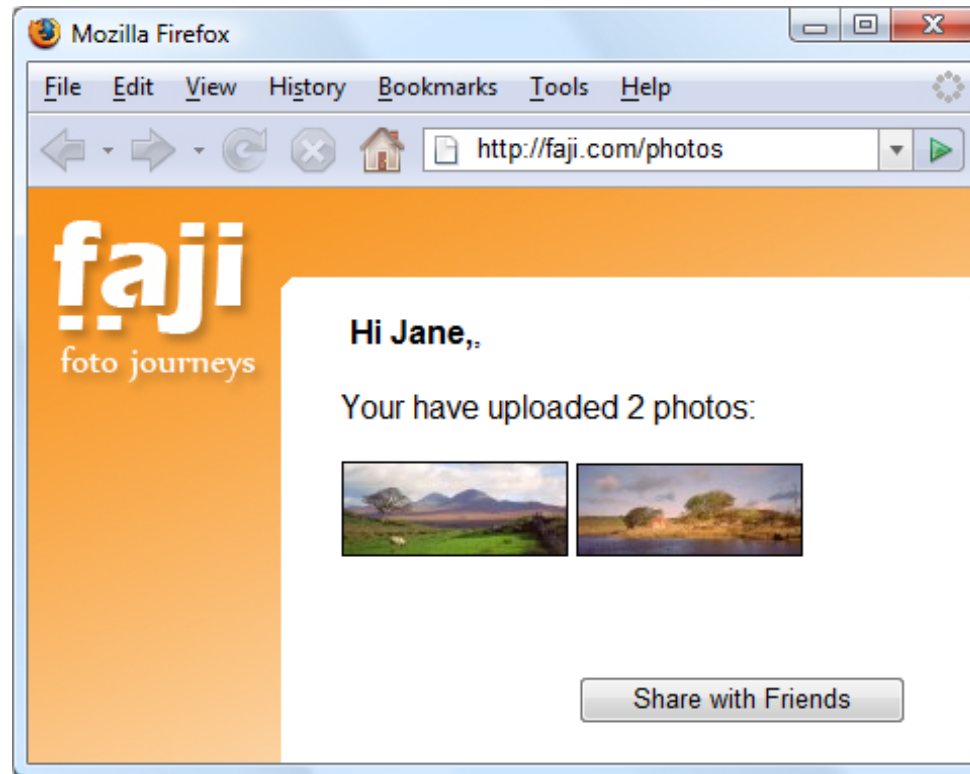 Mozilla Firefox
File Edit View History Bookmarks Tools Help
http://faji.com/photos
faji
foto journeys
Hi Jane,.
Your have uploaded 2 photos:
Share with Friends